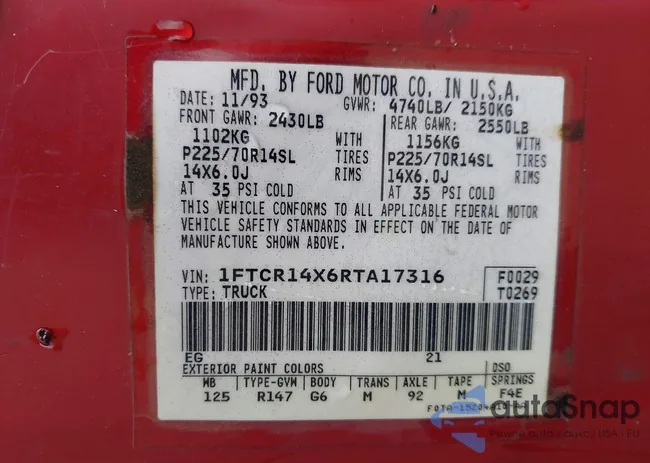 MFD. BY FORD MOTOR CO. IN U.S.A.
DATE: 11/93 GVWR: 4740LB/ 2150KG
FRONT GAWR: 2430LB REAR GAWR: 2550LB
1102KG WITH 1156KG WITH
P225/70R14SL TIRES P225/70R14SL TIRES
14X6.0J RIMS 14X6.0J RIMS
AT 35 PSI COLD AT 35 PSI COLD
THIS VEHICLE CONFORMS TO ALL APPLICABLE FEDERAL MOTOR
VEHICLE SAFETY STANDARDS IN EFFECT ON THE DATE OF
MANUFACTURE SHOWN ABOVE.
VIN: 1FTCR14X6RTA17316 F0029
TYPE: TRUCK T0269
EG 21
EXTERIOR PAINT COLORS DSO
WB TYPE-GVW BODY TRANS AXLE TAPE SPRINGS
125 R147 G6 M 92 M F4E
autoSnap